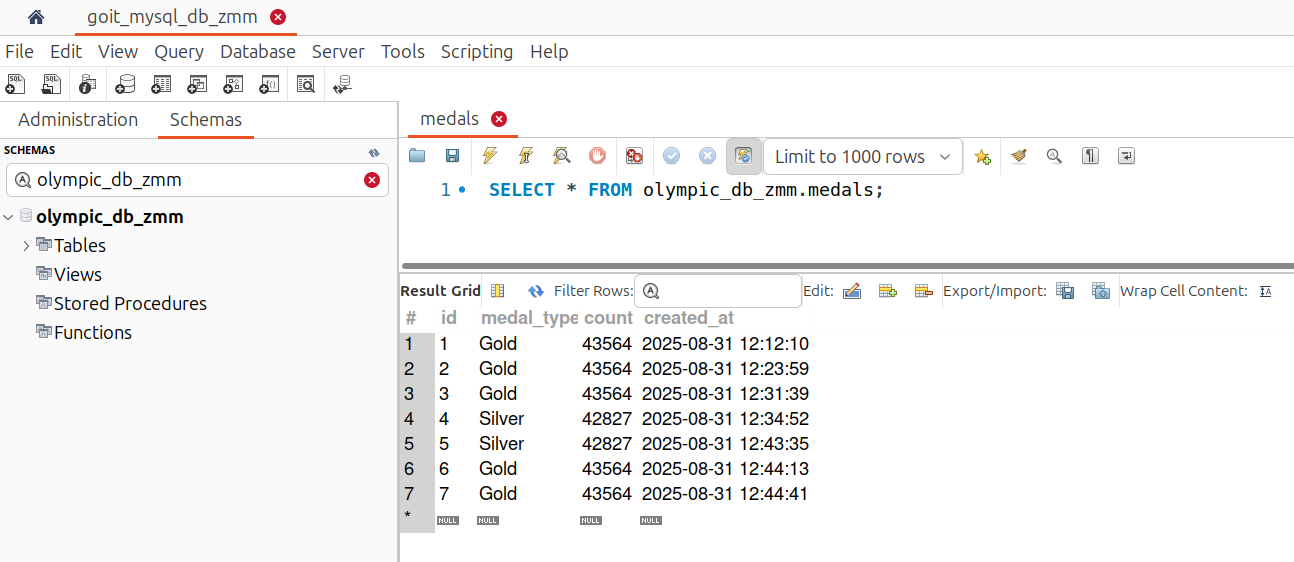 goit_mysql_db_zmm
File Edit View Query Database Server Tools Scripting Help
Administration Schemas
SCHEMAS
olympic_db_zmm
olympic_db_zmm
Tables
Views
Stored Procedures
Functions
medals
Limit to 1000 rows
1 SELECT * FROM olympic_db_zmm.medals;
Result Grid Filter Rows: Edit: Export/Import: Wrap Cell Content:
# id medal_type count created_at
1 1 Gold 43564 2025-08-31 12:12:10
2 2 Gold 43564 2025-08-31 12:23:59
3 3 Gold 43564 2025-08-31 12:31:39
4 4 Silver 42827 2025-08-31 12:34:52
5 5 Silver 42827 2025-08-31 12:43:35
6 6 Gold 43564 2025-08-31 12:44:13
7 7 Gold 43564 2025-08-31 12:44:41
* NULL NULL NULL NULL